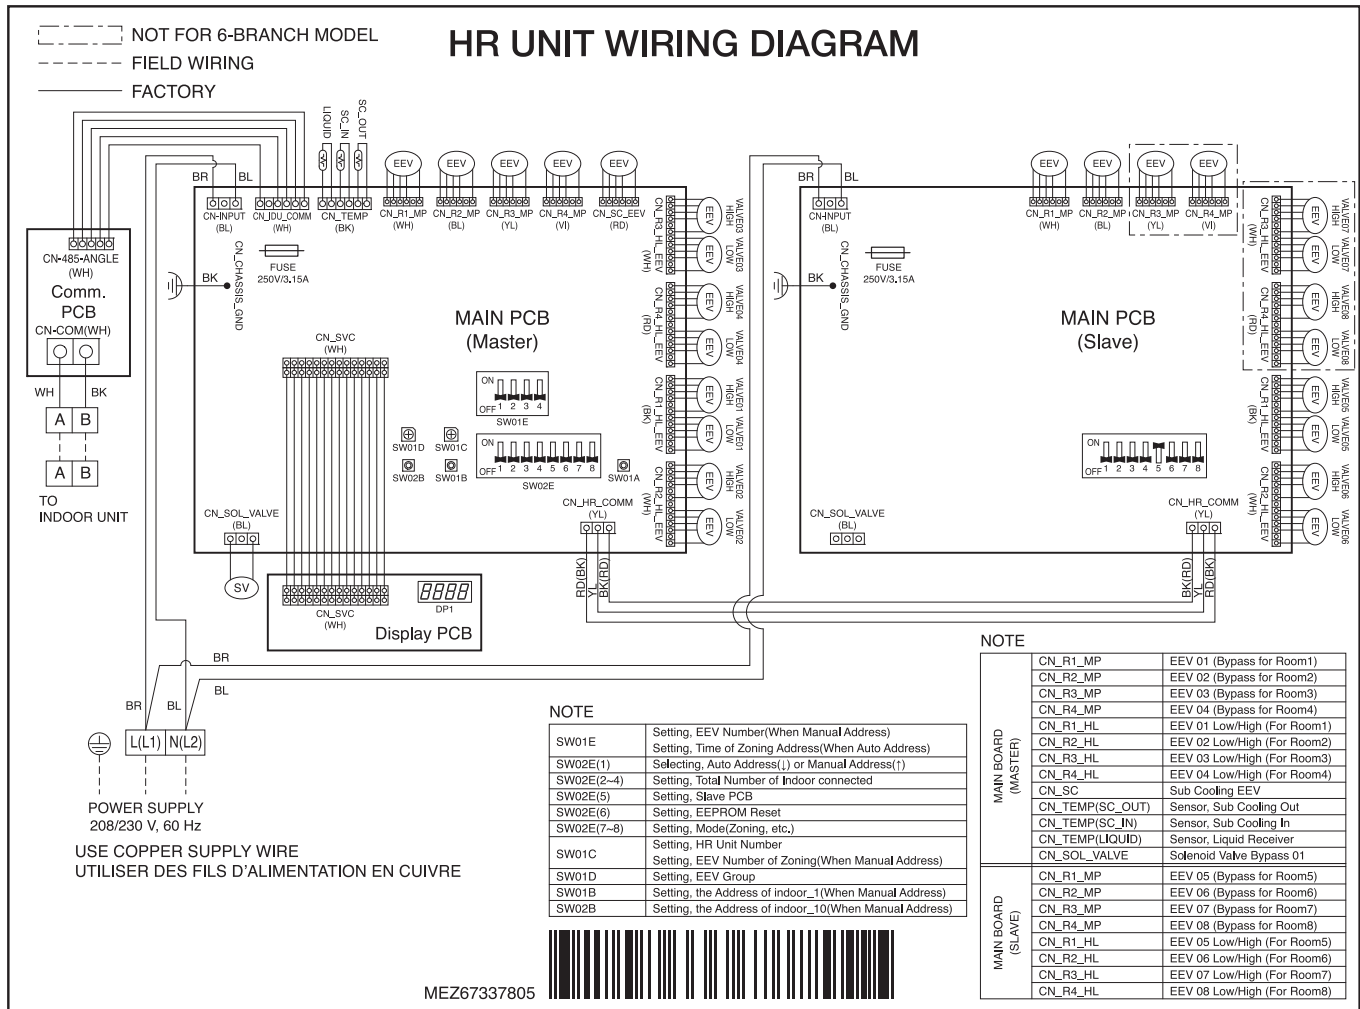 HR UNIT WIRING DIAGRAM
NOT FOR 6-BRANCH MODEL
FIELD WIRING
FACTORY
LIQUID
SC_IN
SC_OUT
EEV
EEV
EEV
EEV
EEV
BR
BL
CN-INPUT
(BL)
CN_IDU_COMM
(WH)
CN_TEMP
(BK)
CN_R1_MP
(WH)
CN_R2_MP
(BL)
CN_R3_MP
(YL)
CN_R4_MP
(VI)
CN_SC_EEV
(RD)
CN-485-ANGLE
(WH)
Comm.
PCB
CN-COM(WH)
WH
BK
A B
A B
TO
INDOOR UNIT
BK
CN_CHASSIS_GND
FUSE
250V/3.15A
MAIN PCB
(Master)
CN_SVC
(WH)
ON
OFF
1 2 3 4
SW01E
ON
OFF
1 2 3 4 5 6 7 8
SW02E
SW01D
SW01C
SW02B
SW01B
SW01A
CN_SOL_VALVE
(BL)
SV
CN_HR_COMM
(YL)
RD(BK)
YL
BK(RD)
CN_R3_HL_EEV
(WH)
EEV
HIGH
VALVE03
EEV
LOW
VALVE03
CN_R4_HL_EEV
(RD)
EEV
HIGH
VALVE04
EEV
LOW
VALVE04
CN_R1_HL_EEV
(BK)
EEV
HIGH
VALVE01
EEV
LOW
VALVE01
CN_R2_HL_EEV
(WH)
EEV
HIGH
VALVE02
EEV
LOW
VALVE02
CN_SVC
(WH)
DP1
8888
Display PCB
BR
BL
BR
BL
CN-INPUT
(BL)
BK
CN_CHASSIS_GND
FUSE
250V/3.15A
EEV
EEV
EEV
EEV
CN_R1_MP
(WH)
CN_R2_MP
(BL)
CN_R3_MP
(YL)
CN_R4_MP
(VI)
MAIN PCB
(Slave)
ON
OFF
1 2 3 4 5 6 7 8
CN_SOL_VALVE
(BL)
CN_HR_COMM
(YL)
BK(RD)
YL
RD(BK)
CN_R3_HL_EEV
(WH)
EEV
HIGH
VALVE07
EEV
LOW
VALVE07
CN_R4_HL_EEV
(RD)
EEV
HIGH
VALVE08
EEV
LOW
VALVE08
CN_R1_HL_EEV
(BK)
EEV
HIGH
VALVE05
EEV
LOW
VALVE05
CN_R2_HL_EEV
(WH)
EEV
HIGH
VALVE06
EEV
LOW
VALVE06
BR
BL
L(L1) N(L2)
POWER SUPPLY
208/230 V, 60 Hz
USE COPPER SUPPLY WIRE
UTILISER DES FILS D'ALIMENTATION EN CUIVRE
NOTE
SW01E Setting, EEV Number(When Manual Address)
Setting, Time of Zoning Address(When Auto Address)
SW02E(1) Selecting, Auto Address(↓) or Manual Address(↑)
SW02E(2~4) Setting, Total Number of Indoor connected
SW02E(5) Setting, Slave PCB
SW02E(6) Setting, EEPROM Reset
SW02E(7~8) Setting, Mode(Zoning, etc.)
SW01C Setting, HR Unit Number
Setting, EEV Number of Zoning(When Manual Address)
SW01D Setting, EEV Group
SW01B Setting, the Address of indoor_1(When Manual Address)
SW02B Setting, the Address of indoor_10(When Manual Address)
MEZ67337805
NOTE
MAIN BOARD
(MASTER)
CN_R1_MP EEV 01 (Bypass for Room1)
CN_R2_MP EEV 02 (Bypass for Room2)
CN_R3_MP EEV 03 (Bypass for Room3)
CN_R4_MP EEV 04 (Bypass for Room4)
CN_R1_HL EEV 01 Low/High (For Room1)
CN_R2_HL EEV 02 Low/High (For Room2)
CN_R3_HL EEV 03 Low/High (For Room3)
CN_R4_HL EEV 04 Low/High (For Room4)
CN_SC Sub Cooling EEV
CN_TEMP(SC_OUT) Sensor, Sub Cooling Out
CN_TEMP(SC_IN) Sensor, Sub Cooling In
CN_TEMP(LIQUID) Sensor, Liquid Receiver
CN_SOL_VALVE Solenoid Valve Bypass 01
MAIN BOARD
(SLAVE)
CN_R1_MP EEV 05 (Bypass for Room5)
CN_R2_MP EEV 06 (Bypass for Room6)
CN_R3_MP EEV 07 (Bypass for Room7)
CN_R4_MP EEV 08 (Bypass for Room8)
CN_R1_HL EEV 05 Low/High (For Room5)
CN_R2_HL EEV 06 Low/High (For Room6)
CN_R3_HL EEV 07 Low/High (For Room7)
CN_R4_HL EEV 08 Low/High (For Room8)